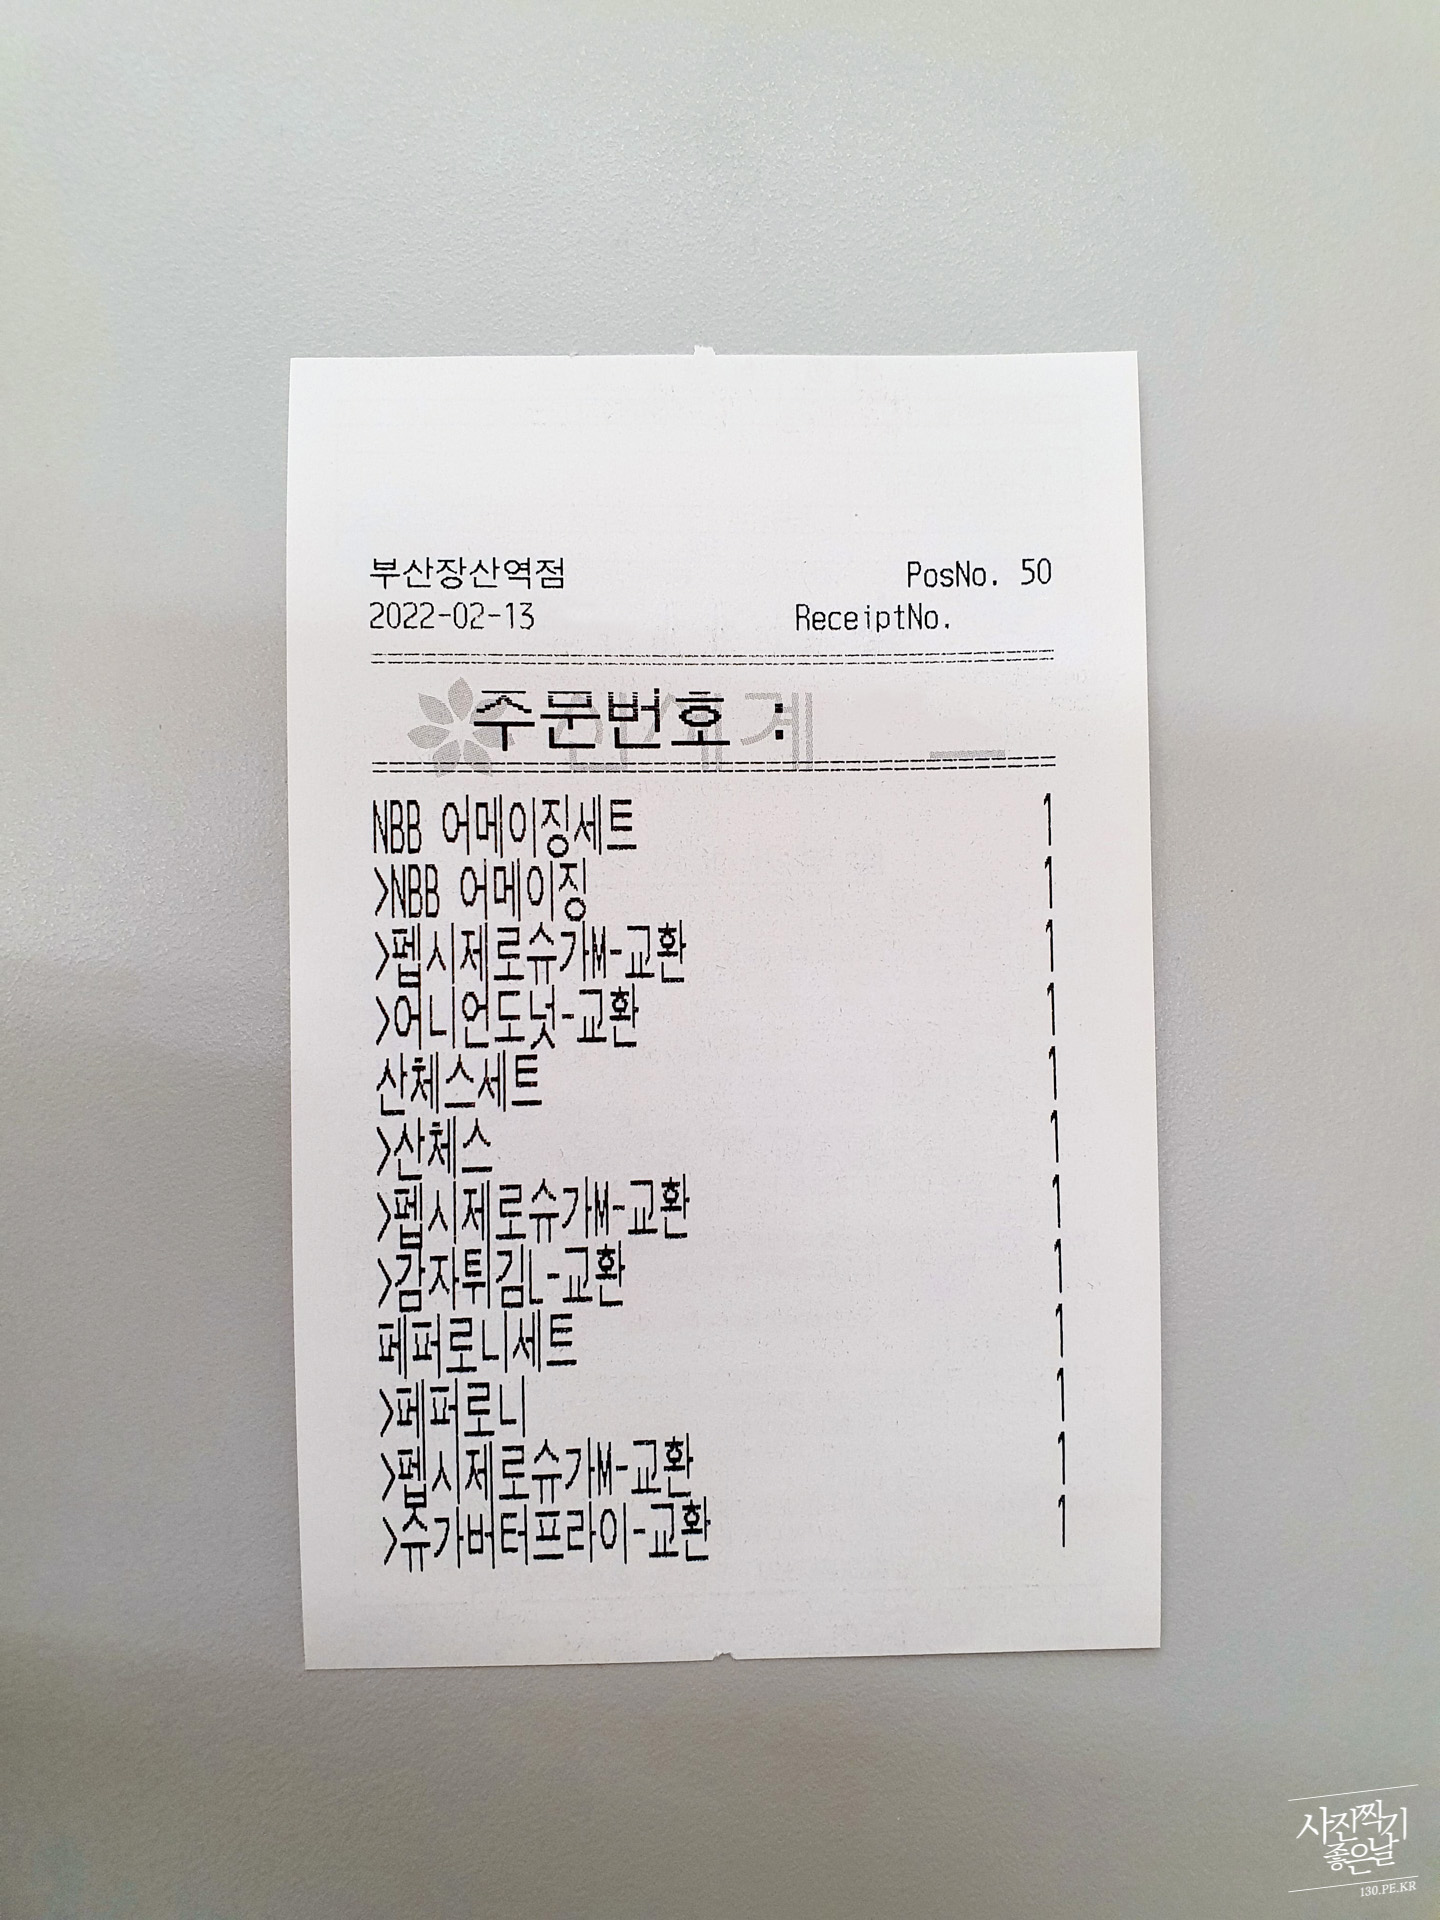 부산장산역점 PosNo. 50
2022-02-13 ReceiptNo.
주문번호 :
신세계
NBB 어메이징세트 1
>NBB 어메이징 1
>펩시제로슈가M-교환 1
>어니언도넛-교환 1
산체스세트 1
>산체스 1
>펩시제로슈가M-교환 1
>감자튀김L-교환 1
페퍼로니세트 1
>페퍼로니 1
>펩시제로슈가M-교환 1
>슈가버터프라이-교환 1
사진찍기
좋은날
130.PE.KR